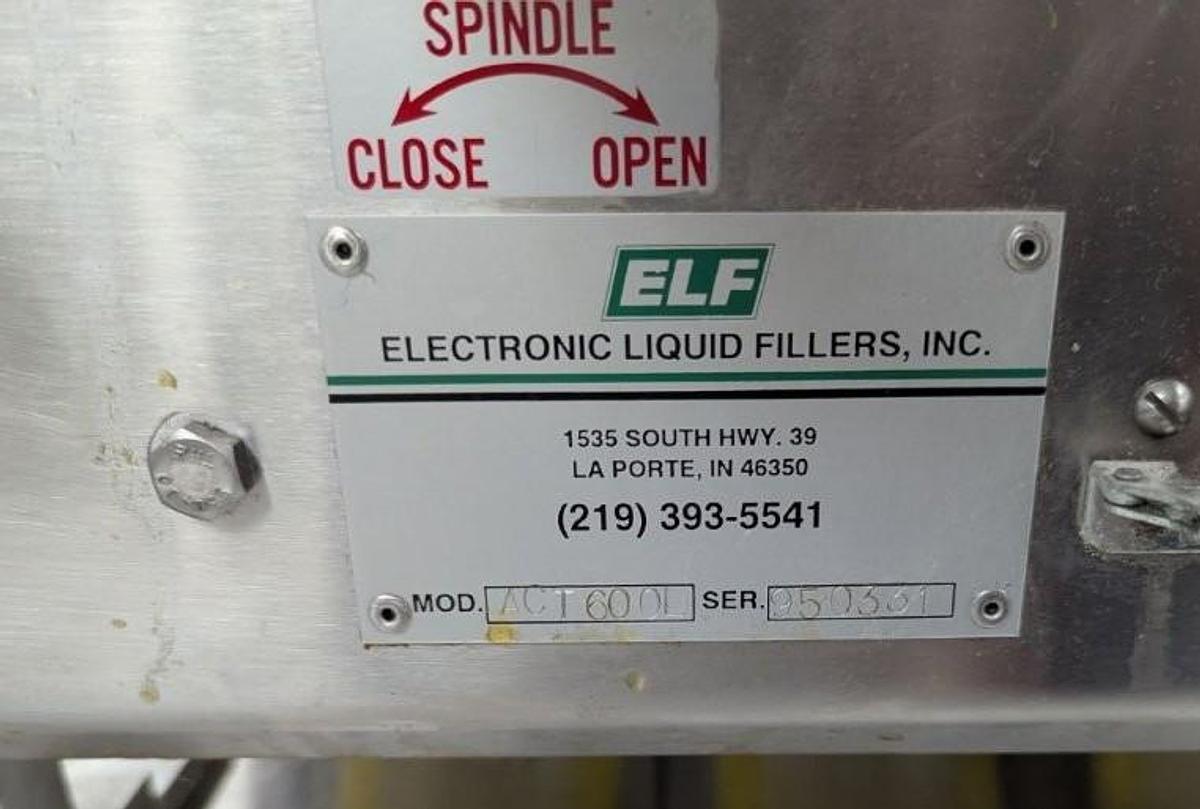 SPINDLE
CLOSE OPEN
ELF
ELECTRONIC LIQUID FILLERS, INC.
1535 SOUTH HWY. 39
LA PORTE, IN 46350
(219) 393-5541
MOD. ACT600L SER. 950331